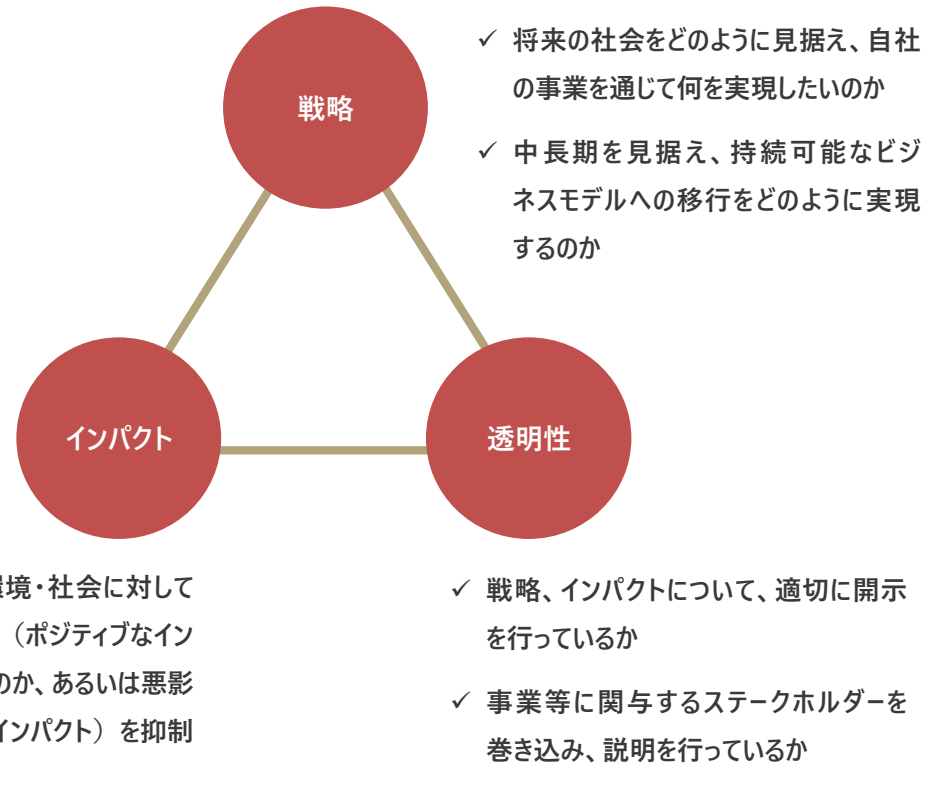 戦略
✓ 将来の社会をどのように見据え、自社
の事業を通じて何を実現したいのか
✓ 中長期を見据え、持続可能なビジ
ネスモデルへの移行をどのように実現
するのか
インパクト
透明性
環境・社会に対して
（ポジティブなイン
のか、あるいは悪影
インパクト）を抑制
✓ 戦略、インパクトについて、適切に開示
を行っているか
✓ 事業等に関与するステークホルダーを
巻き込み、説明を行っているか